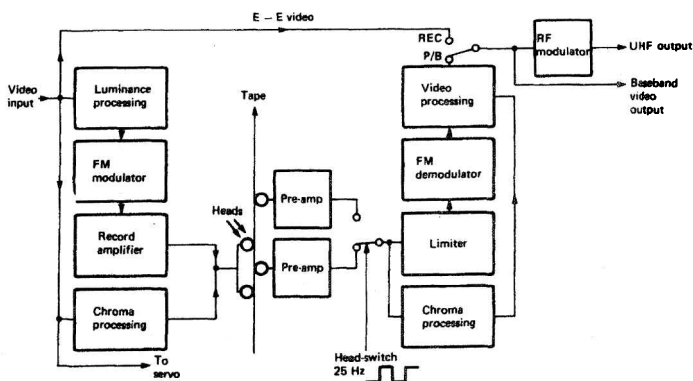 E – E video
REC
P/B
RF
modulator
UHF output
Baseband
video
output
Video
input
Luminance
processing
Tape
Video
processing
FM
modulator
Pre-amp
FM
demodulator
Heads
Record
amplifier
Pre-amp
Limiter
Chroma
processing
Chroma
processing
To
servo
Head-switch
25 Hz